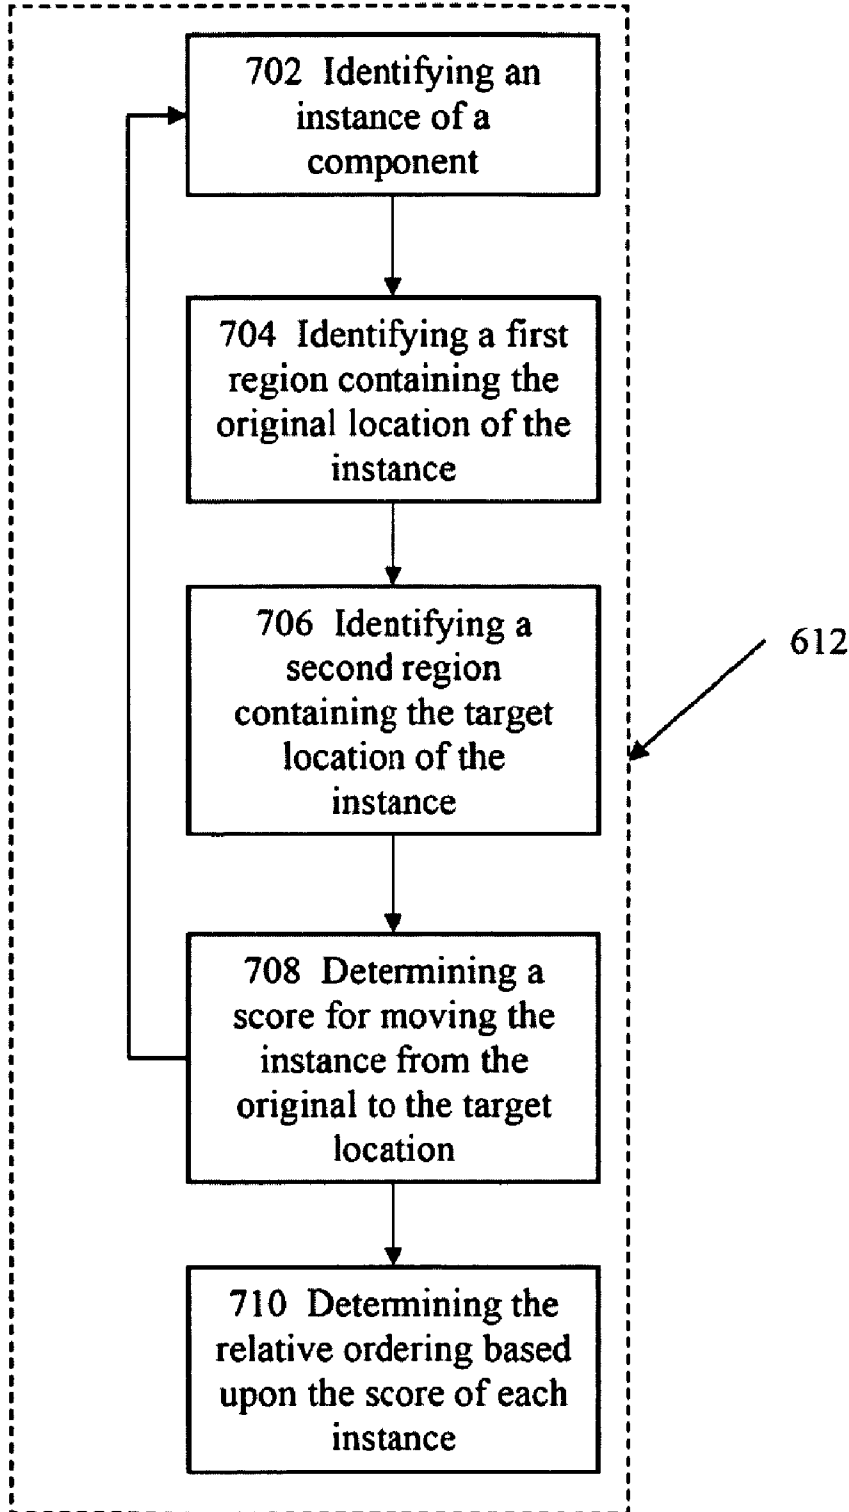 702 Identifying an
instance of a
component
704 Identifying a first
region containing the
original location of the
instance
706 Identifying a
second region
containing the target
location of the
instance
612
708 Determining a
score for moving the
instance from the
original to the target
location
710 Determining the
relative ordering based
upon the score of each
instance